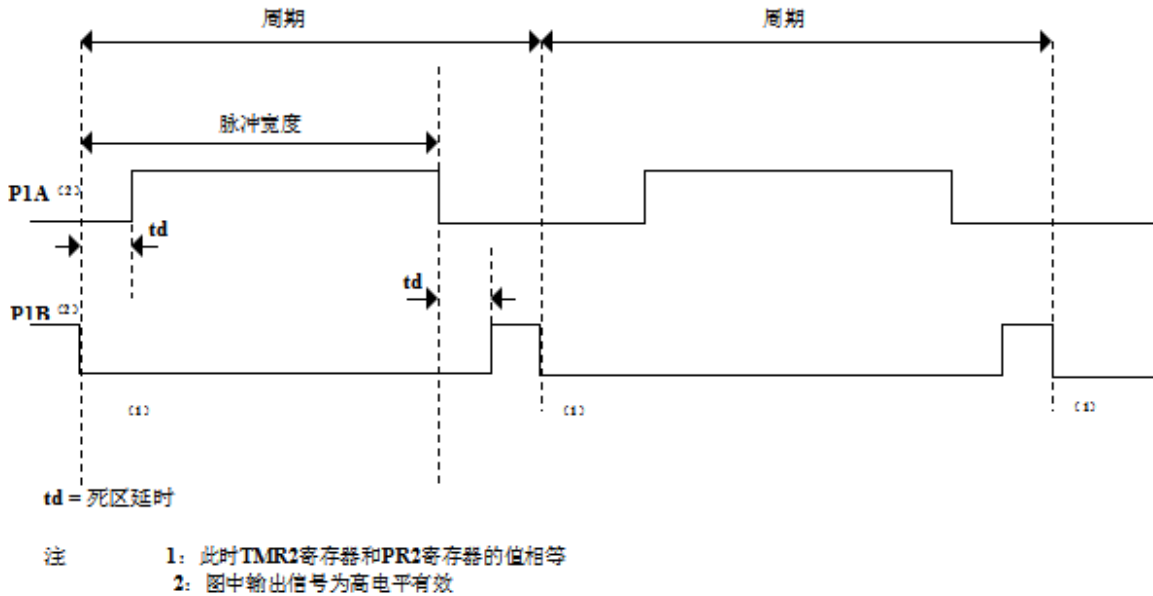 周期 周期
脉冲宽度
P1A (2)
td
td
P1B (2)
(1) (1) (1)
td = 死区延时
注 1: 此时TMR2寄存器和PR2寄存器的值相等
2: 图中输出信号为高电平有效